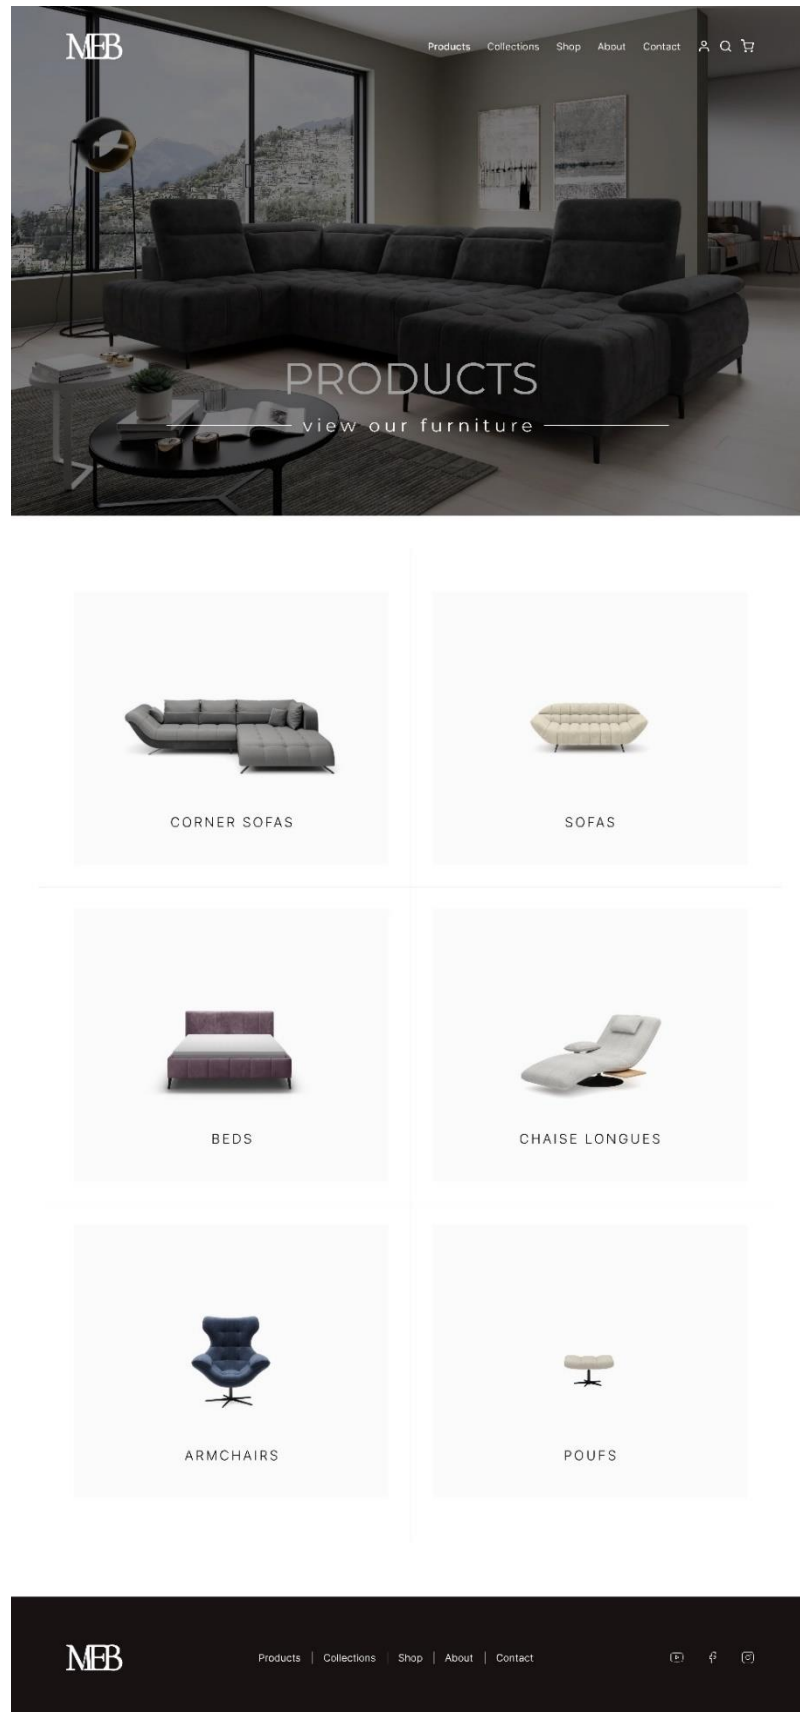 MEB
Products Collections Shop About Contact
PRODUCTS
view our furniture
CORNER SOFAS
SOFAS
BEDS
CHAISE LONGUES
ARMCHAIRS
POUFS
MEB
Products | Collections | Shop | About | Contact